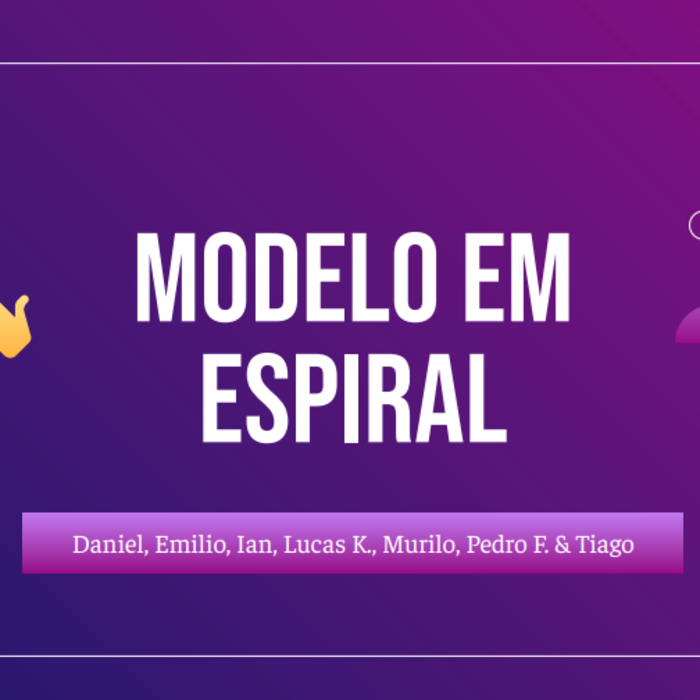 MODELO EM
ESPIRAL
Daniel, Emilio, Ian, Lucas K., Murilo, Pedro F. & Tiago